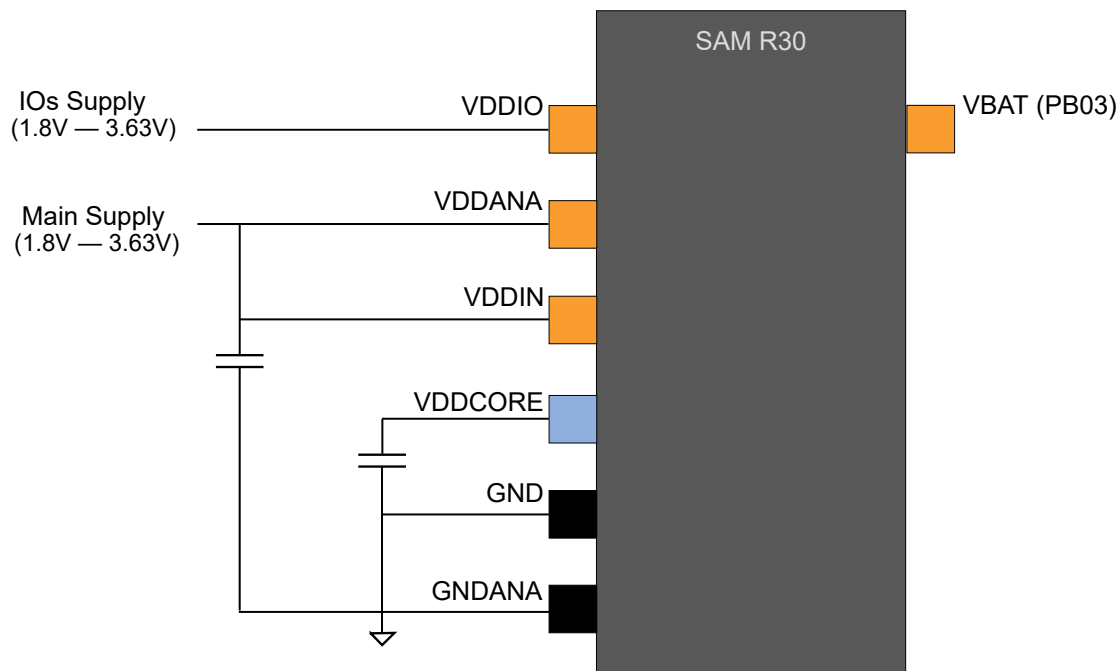 SAM R30
IOs Supply
(1.8V — 3.63V)
VDDIO
VBAT (PB03)
VDDANA
Main Supply
(1.8V — 3.63V)
VDDIN
VDDCORE
GND
GNDANA